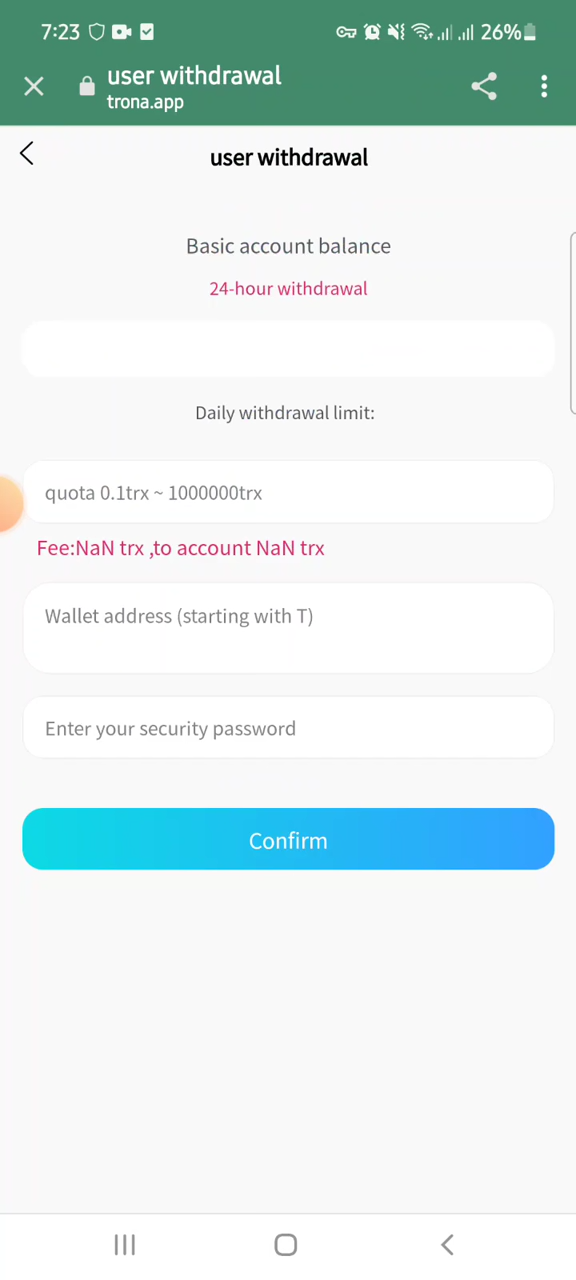 7:23 26%
user withdrawal
trona.app
user withdrawal
Basic account balance
24-hour withdrawal
Daily withdrawal limit:
quota 0.1trx ~ 1000000trx
Fee:NaN trx ,to account NaN trx
Wallet address (starting with T)
Enter your security password
Confirm